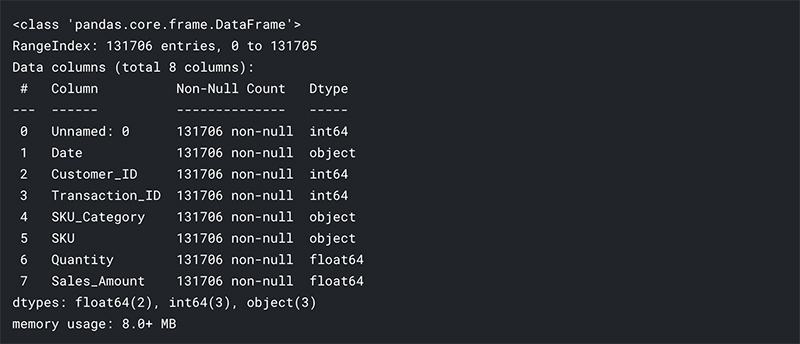 <class 'pandas.core.frame.DataFrame'>
RangeIndex: 131706 entries, 0 to 131705
Data columns (total 8 columns):
 #   Column          Non-Null Count   Dtype
---  ------          --------------   -----
 0   Unnamed: 0      131706 non-null  int64
 1   Date            131706 non-null  object
 2   Customer_ID     131706 non-null  int64
 3   Transaction_ID  131706 non-null  int64
 4   SKU_Category    131706 non-null  object
 5   SKU             131706 non-null  object
 6   Quantity        131706 non-null  float64
 7   Sales_Amount    131706 non-null  float64
dtypes: float64(2), int64(3), object(3)
memory usage: 8.0+ MB